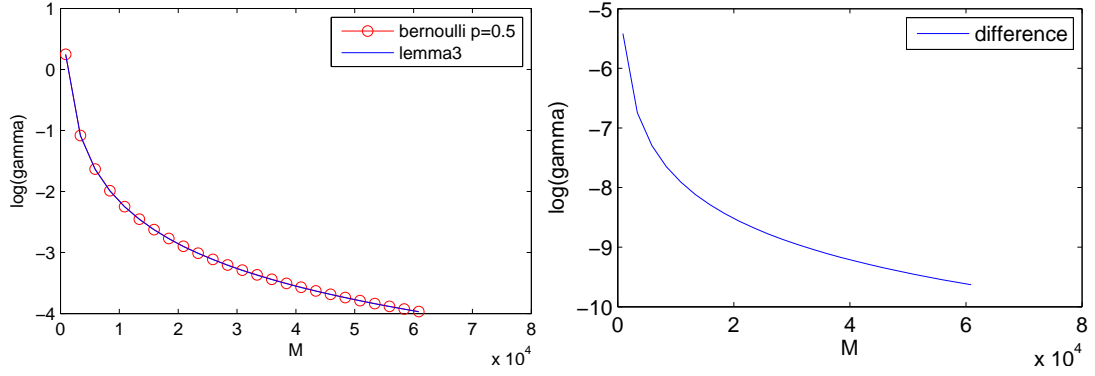 1
0
−1
−2
−3
−4
log(gamma)
0 1 2 3 4 5 6 7 8
M
x 10^4
bernoulli p=0.5
lemma3
−5
−6
−7
−8
−9
−10
log(gamma)
0 2 4 6 8
M
x 10^4
difference